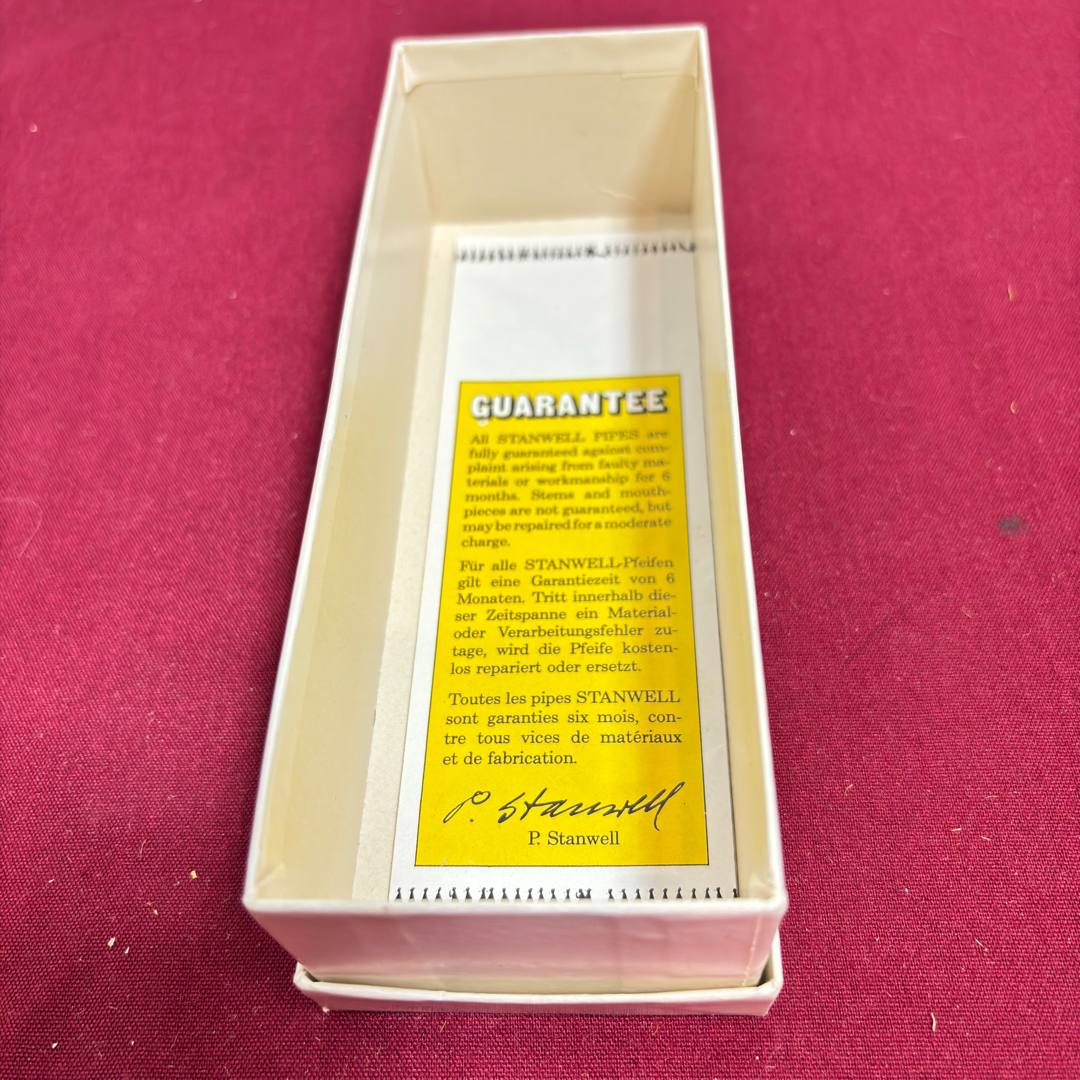 GUARANTEE
All STANWELL PIPES are
fully guaranteed against com-
plaint arising from faulty ma-
terials or workmanship for 6
months. Stems and mouth-
pieces are not guaranteed, but
may be repaired for a moderate
charge.
Für alle STANWELL-Pfeifen
gilt eine Garantiezeit von 6
Monaten. Tritt innerhalb die-
ser Zeitspanne ein Material-
oder Verarbeitungsfehler zu-
tage, wird die Pfeife kosten-
los repariert oder ersetzt.
Toutes les pipes STANWELL
sont garanties six mois, con-
tre tous vices de matériaux
et de fabrication.
P. Stanwell
P. Stanwell